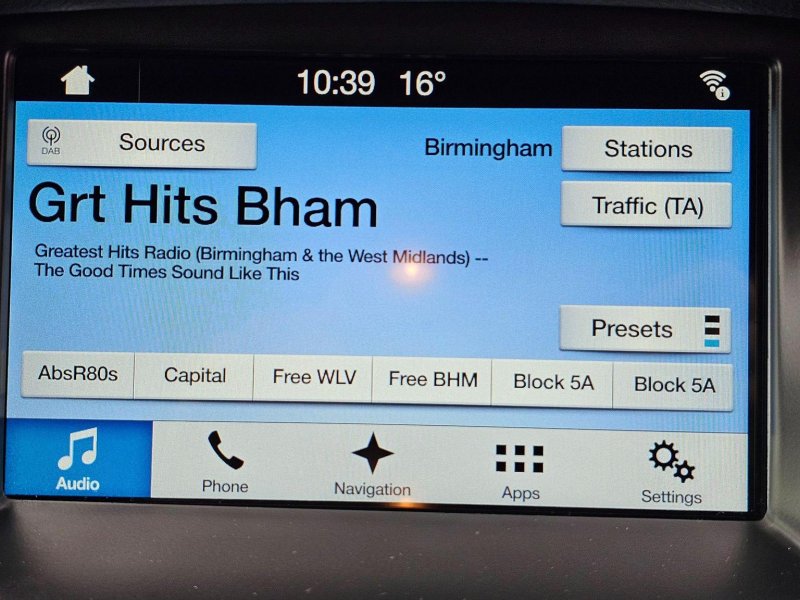 10:39 16°
DAB
Sources
Birmingham
Stations
Grt Hits Bham
Traffic (TA)
Greatest Hits Radio (Birmingham & the West Midlands) --
The Good Times Sound Like This
Presets
AbsR80s
Capital
Free WLV
Free BHM
Block 5A
Block 5A
Audio
Phone
Navigation
Apps
Settings